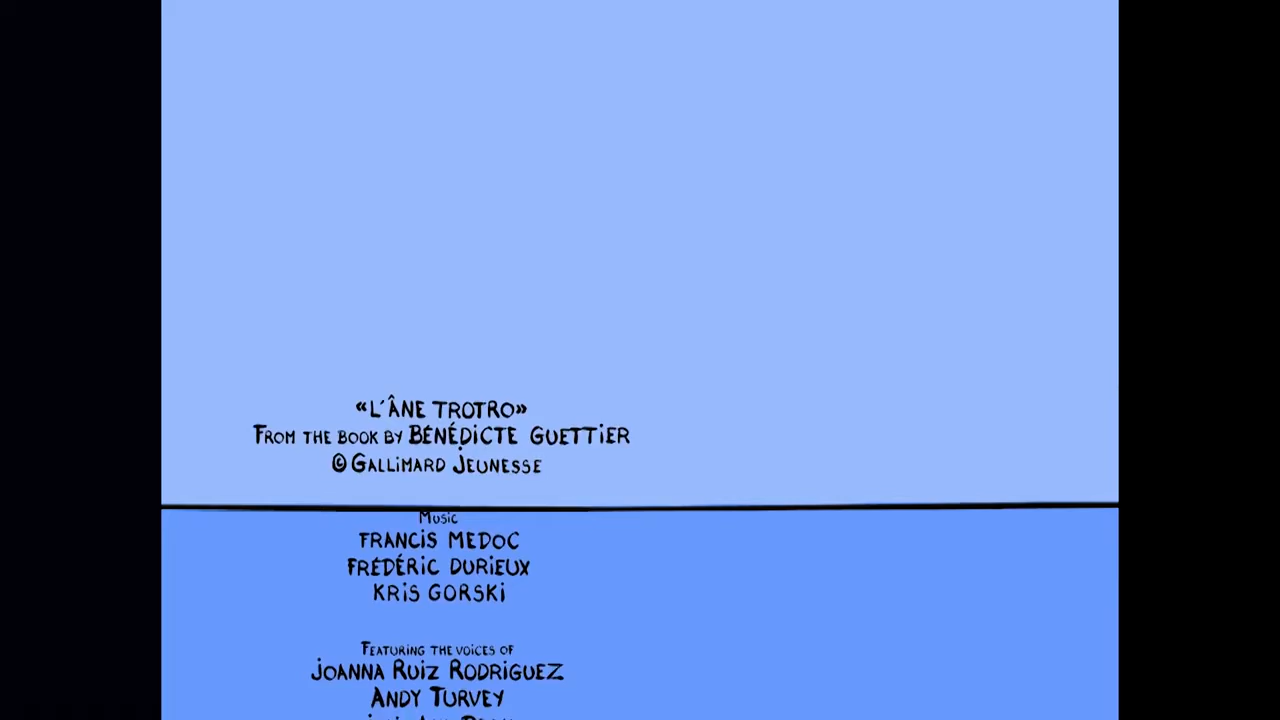 «L'ÂNE TROTRO»
FROM THE BOOK BY BÉNÉDICTE GUETTIER
© GALLIMARD JEUNESSE
MUSIC
FRANCIS MEDOC
FRÉDÉRIC DURIEUX
KRIS GORSKI
FEATURING THE VOICES OF
JOANNA RUIZ RODRIGUEZ
ANDY TURVEY